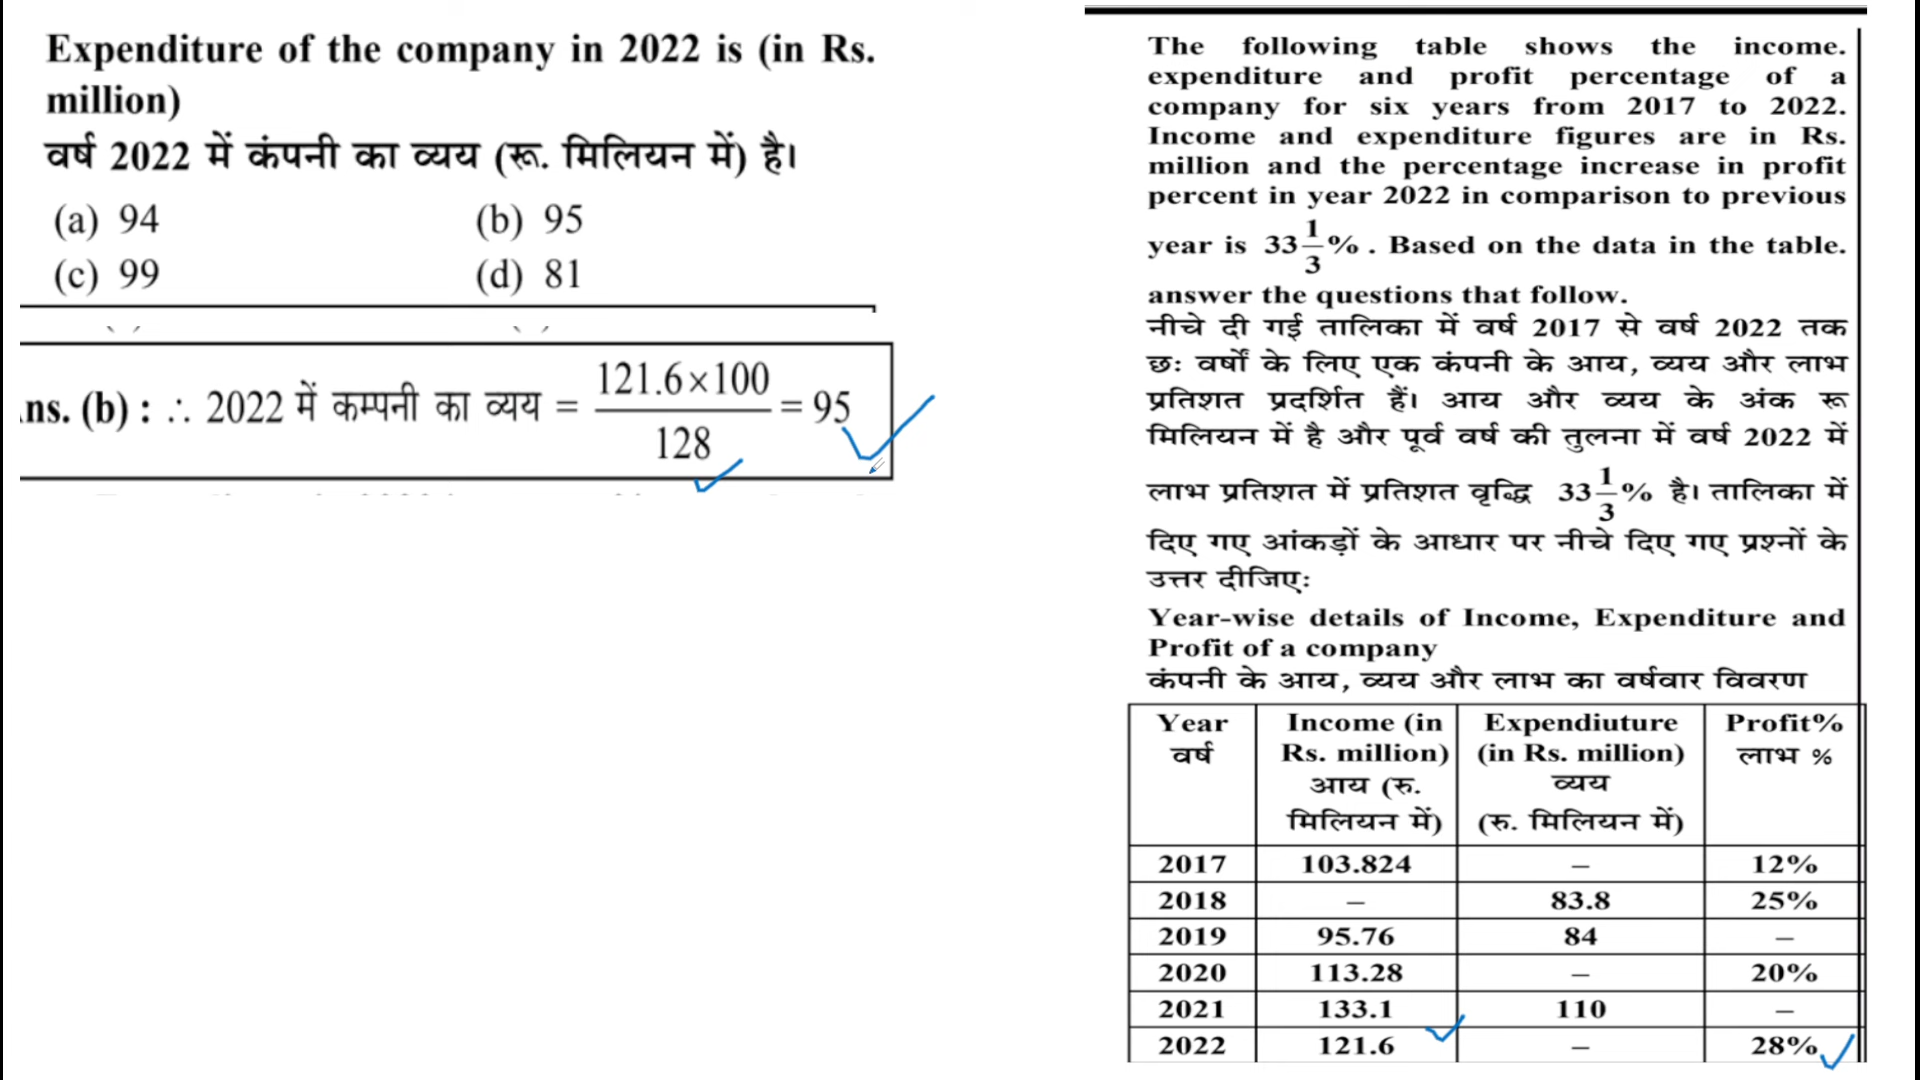 Expenditure of the company in 2022 is (in Rs.
million)
वर्ष 2022 में कंपनी का व्यय (रू. मिलियन में) है।
(a) 94 (b) 95
(c) 99 (d) 81
ns. (b) : ∴ 2022 में कम्पनी का व्यय = 121.6×100/128 = 95
The following table shows the income.
expenditure and profit percentage of a
company for six years from 2017 to 2022.
Income and expenditure figures are in Rs.
million and the percentage increase in profit
percent in year 2022 in comparison to previous
year is 33 1/3 % . Based on the data in the table.
answer the questions that follow.
नीचे दी गई तालिका में वर्ष 2017 से वर्ष 2022 तक
छः वर्षों के लिए एक कंपनी के आय, व्यय और लाभ
प्रतिशत प्रदर्शित हैं। आय और व्यय के अंक रू
मिलियन में है और पूर्व वर्ष की तुलना में वर्ष 2022 में
लाभ प्रतिशत में प्रतिशत वृद्धि 33 1/3 % है। तालिका में
दिए गए आंकड़ों के आधार पर नीचे दिए गए प्रश्नों के
उत्तर दीजिए:
Year-wise details of Income, Expenditure and
Profit of a company
कंपनी के आय, व्यय और लाभ का वर्षवार विवरण
Year Income (in Expendiuture Profit%
वर्ष Rs. million) (in Rs. million) लाभ %
आय (रु. व्यय
मिलियन में) (रु. मिलियन में)
2017 103.824 – 12%
2018 – 83.8 25%
2019 95.76 84 –
2020 113.28 – 20%
2021 133.1 110 –
2022 121.6 – 28%